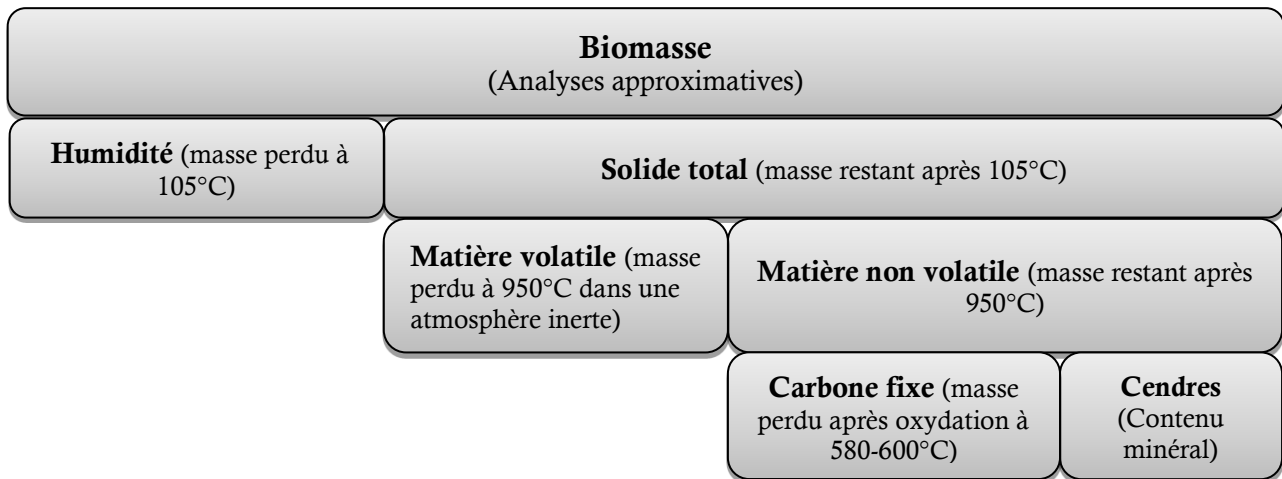 Biomasse
(Analyses approximatives)
Humidité (masse perdu à
105°C)
Solide total (masse restant après 105°C)
Matière volatile (masse
perdu à 950°C dans une
atmosphère inerte)
Matière non volatile (masse restant après
950°C)
Carbone fixe (masse
perdu après oxydation à
580-600°C)
Cendres
(Contenu
minéral)